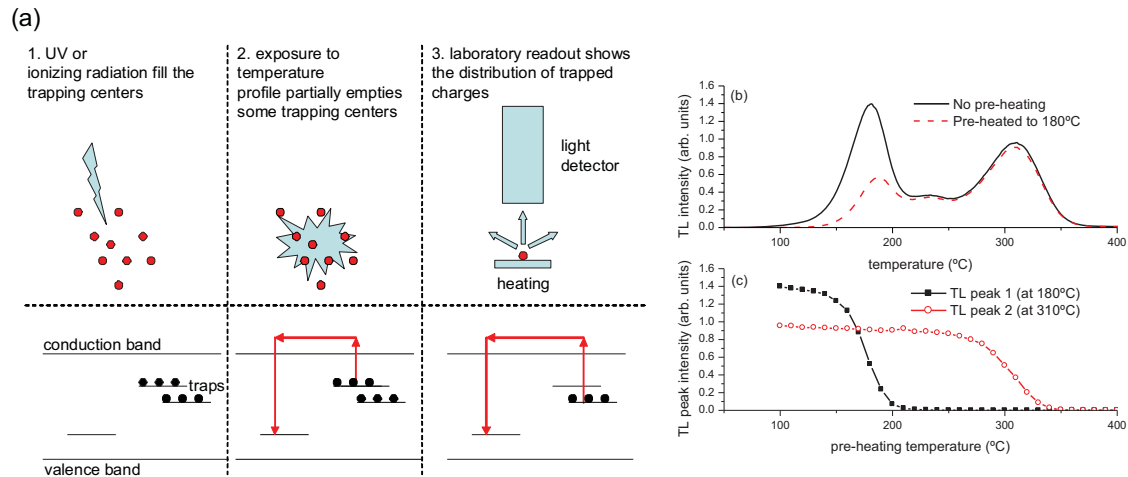 (a)
1. UV or
ionizing radiation fill the
trapping centers
2. exposure to
temperature
profile partially empties
some trapping centers
3. laboratory readout shows
the distribution of trapped
charges
light
detector
heating
conduction band
traps
valence band
(b)
No pre-heating
Pre-heated to 180ºC
TL intensity (arb. units)
1.6
1.4
1.2
1.0
0.8
0.6
0.4
0.2
0.0
100
200
300
400
temperature (ºC)
(c)
TL peak 1 (at 180ºC)
TL peak 2 (at 310ºC)
TL peak intensity (arb. units)
1.6
1.4
1.2
1.0
0.8
0.6
0.4
0.2
0.0
0
100
200
300
400
pre-heating temperature (ºC)